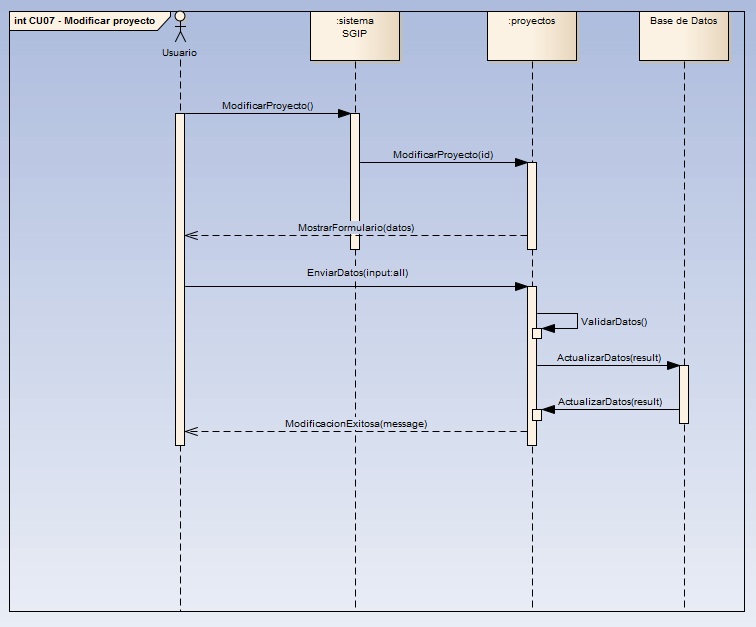 int CU07 - Modificar proyecto
Usuario
:sistema
SGIP
:proyectos
Base de Datos
ModificarProyecto()
ModificarProyecto(id)
MostrarFormulario(datos)
EnviarDatos(input:all)
ValidarDatos()
ActualizarDatos(result)
ActualizarDatos(result)
ModificacionExitosa(message)